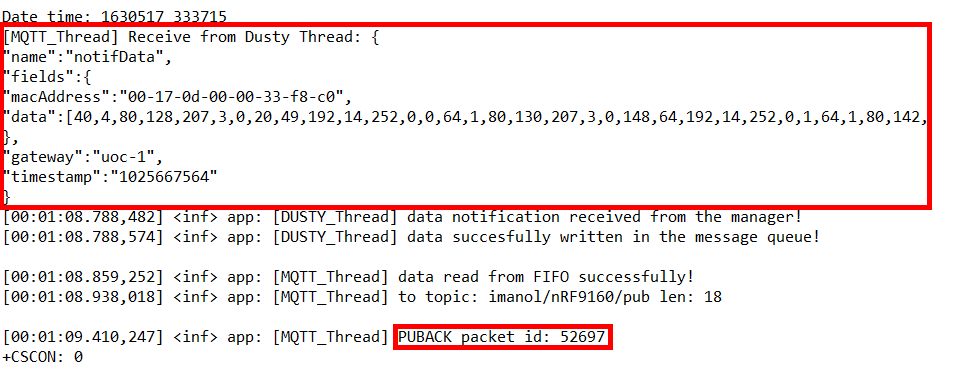 Date time: 1630517 333715
[MQTT_Thread] Receive from Dusty Thread: {
"name":"notifData",
"fields":{
"macAddress":"00-17-0d-00-00-33-f8-c0",
"data":[40,4,80,128,207,3,0,20,49,192,14,252,0,0,64,1,80,130,207,3,0,148,64,192,14,252,0,1,64,1,80,142,
},
"gateway":"uoc-1",
"timestamp":"1025667564"
}
[00:01:08.788,482] <inf> app: [DUSTY_Thread] data notification received from the manager!
[00:01:08.788,574] <inf> app: [DUSTY_Thread] data succesfully written in the message queue!
[00:01:08.859,252] <inf> app: [MQTT_Thread] data read from FIFO successfully!
[00:01:08.938,018] <inf> app: [MQTT_Thread] to topic: imanol/nRF9160/pub len: 18
[00:01:09.410,247] <inf> app: [MQTT_Thread] PUBACK packet id: 52697
+CSCON: 0